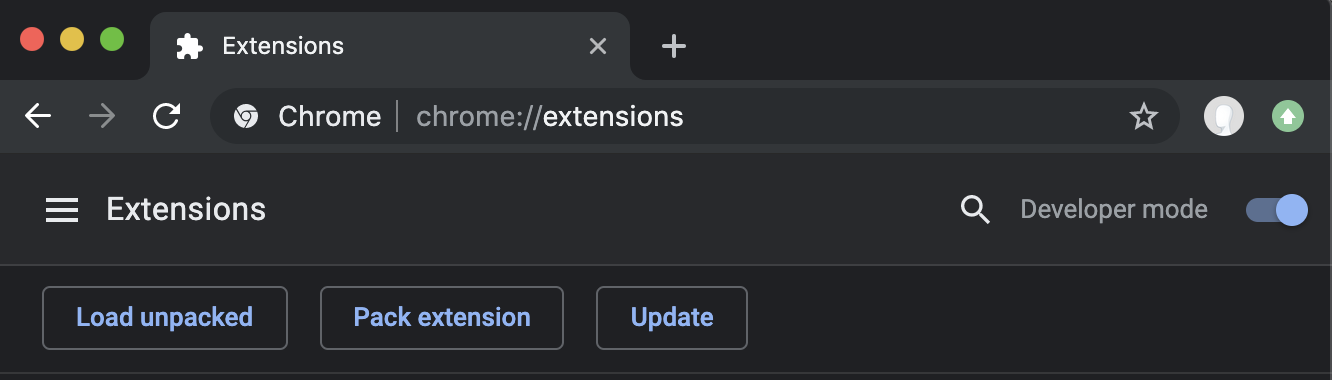 Extensions
Chrome | chrome://extensions
Extensions Developer mode
Load unpacked Pack extension Update